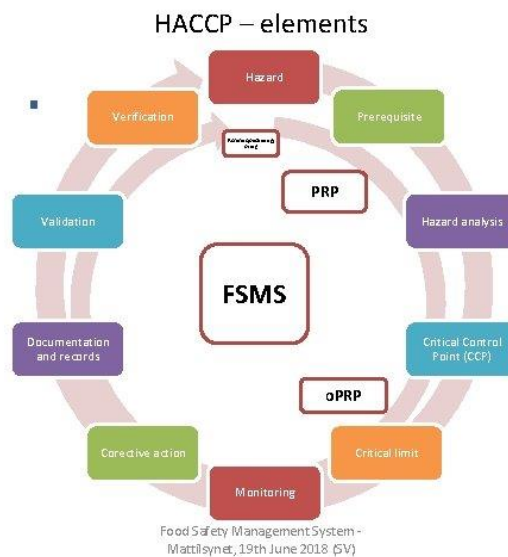 HACCP – elements
Hazard
Verification
Prerequisite
PRP
Validation
Hazard analysis
FSMS
Documentation
and records
Critical Control
Point (CCP)
oPRP
Corective action
Critical limit
Monitoring
Food Safety Management System -
Mattilsynet, 19th June 2018 (SV)